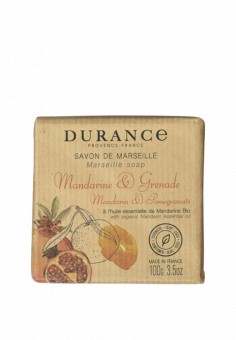 DURANCE
PROVENCE-FRANCE
SAVON DE MARSEILLE
Marseille soap
Mandarine & Grenade
Mandarin & Pomegranate
à l'huile essentielle de Mandarine Bio
with organic Mandarin essential oil
MADE IN FRANCE
100g 3.5oz